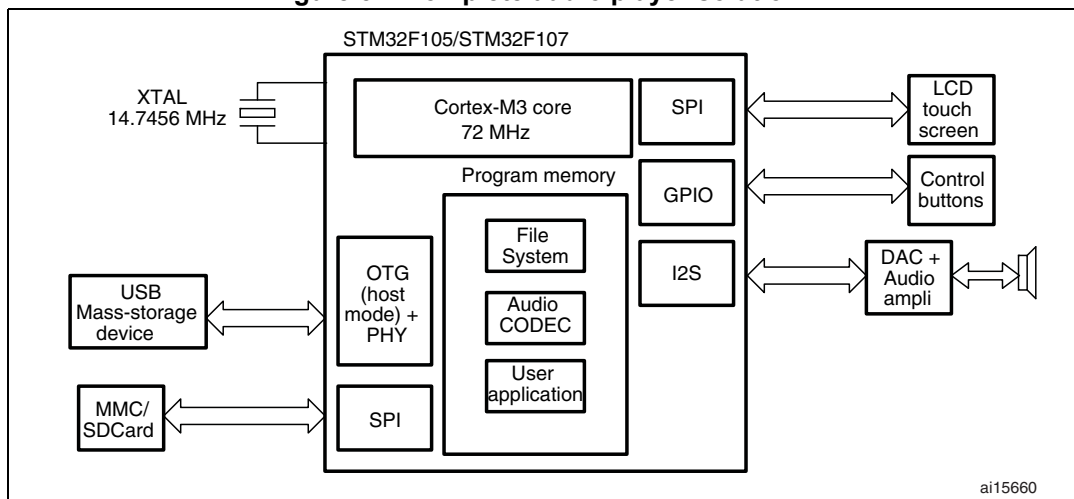 STM32F105/STM32F107
XTAL
14.7456 MHz
Cortex-M3 core
72 MHz
SPI
LCD
touch
screen
Program memory
GPIO
Control
buttons
File
System
OTG
(host
mode) +
PHY
I2S
DAC +
Audio
ampli
USB
Mass-storage
device
Audio
CODEC
User
application
MMC/
SDCard
SPI
ai15660